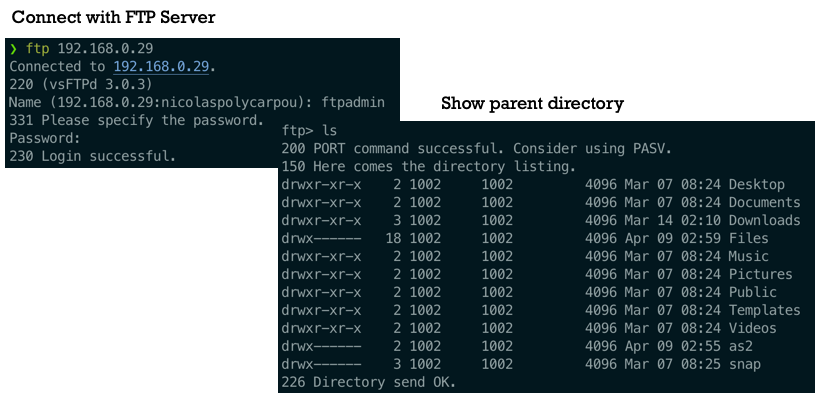 Connect with FTP Server
❯ ftp 192.168.0.29
Connected to 192.168.0.29.
220 (vsFTPd 3.0.3)
Name (192.168.0.29:nicolaspolycarpou): ftpadmin
331 Please specify the password.
Password:
230 Login successful.
Show parent directory
ftp> ls
200 PORT command successful. Consider using PASV.
150 Here comes the directory listing.
drwxr-xr-x    2 1002     1002         4096 Mar 07 08:24 Desktop
drwxr-xr-x    2 1002     1002         4096 Mar 07 08:24 Documents
drwxr-xr-x    3 1002     1002         4096 Mar 14 02:10 Downloads
drwx------   18 1002     1002         4096 Apr 09 02:59 Files
drwxr-xr-x    2 1002     1002         4096 Mar 07 08:24 Music
drwxr-xr-x    2 1002     1002         4096 Mar 07 08:24 Pictures
drwxr-xr-x    2 1002     1002         4096 Mar 07 08:24 Public
drwxr-xr-x    2 1002     1002         4096 Mar 07 08:24 Templates
drwxr-xr-x    2 1002     1002         4096 Mar 07 08:24 Videos
drwx------    2 1002     1002         4096 Apr 09 02:55 as2
drwx------    3 1002     1002         4096 Mar 07 08:25 snap
226 Directory send OK.